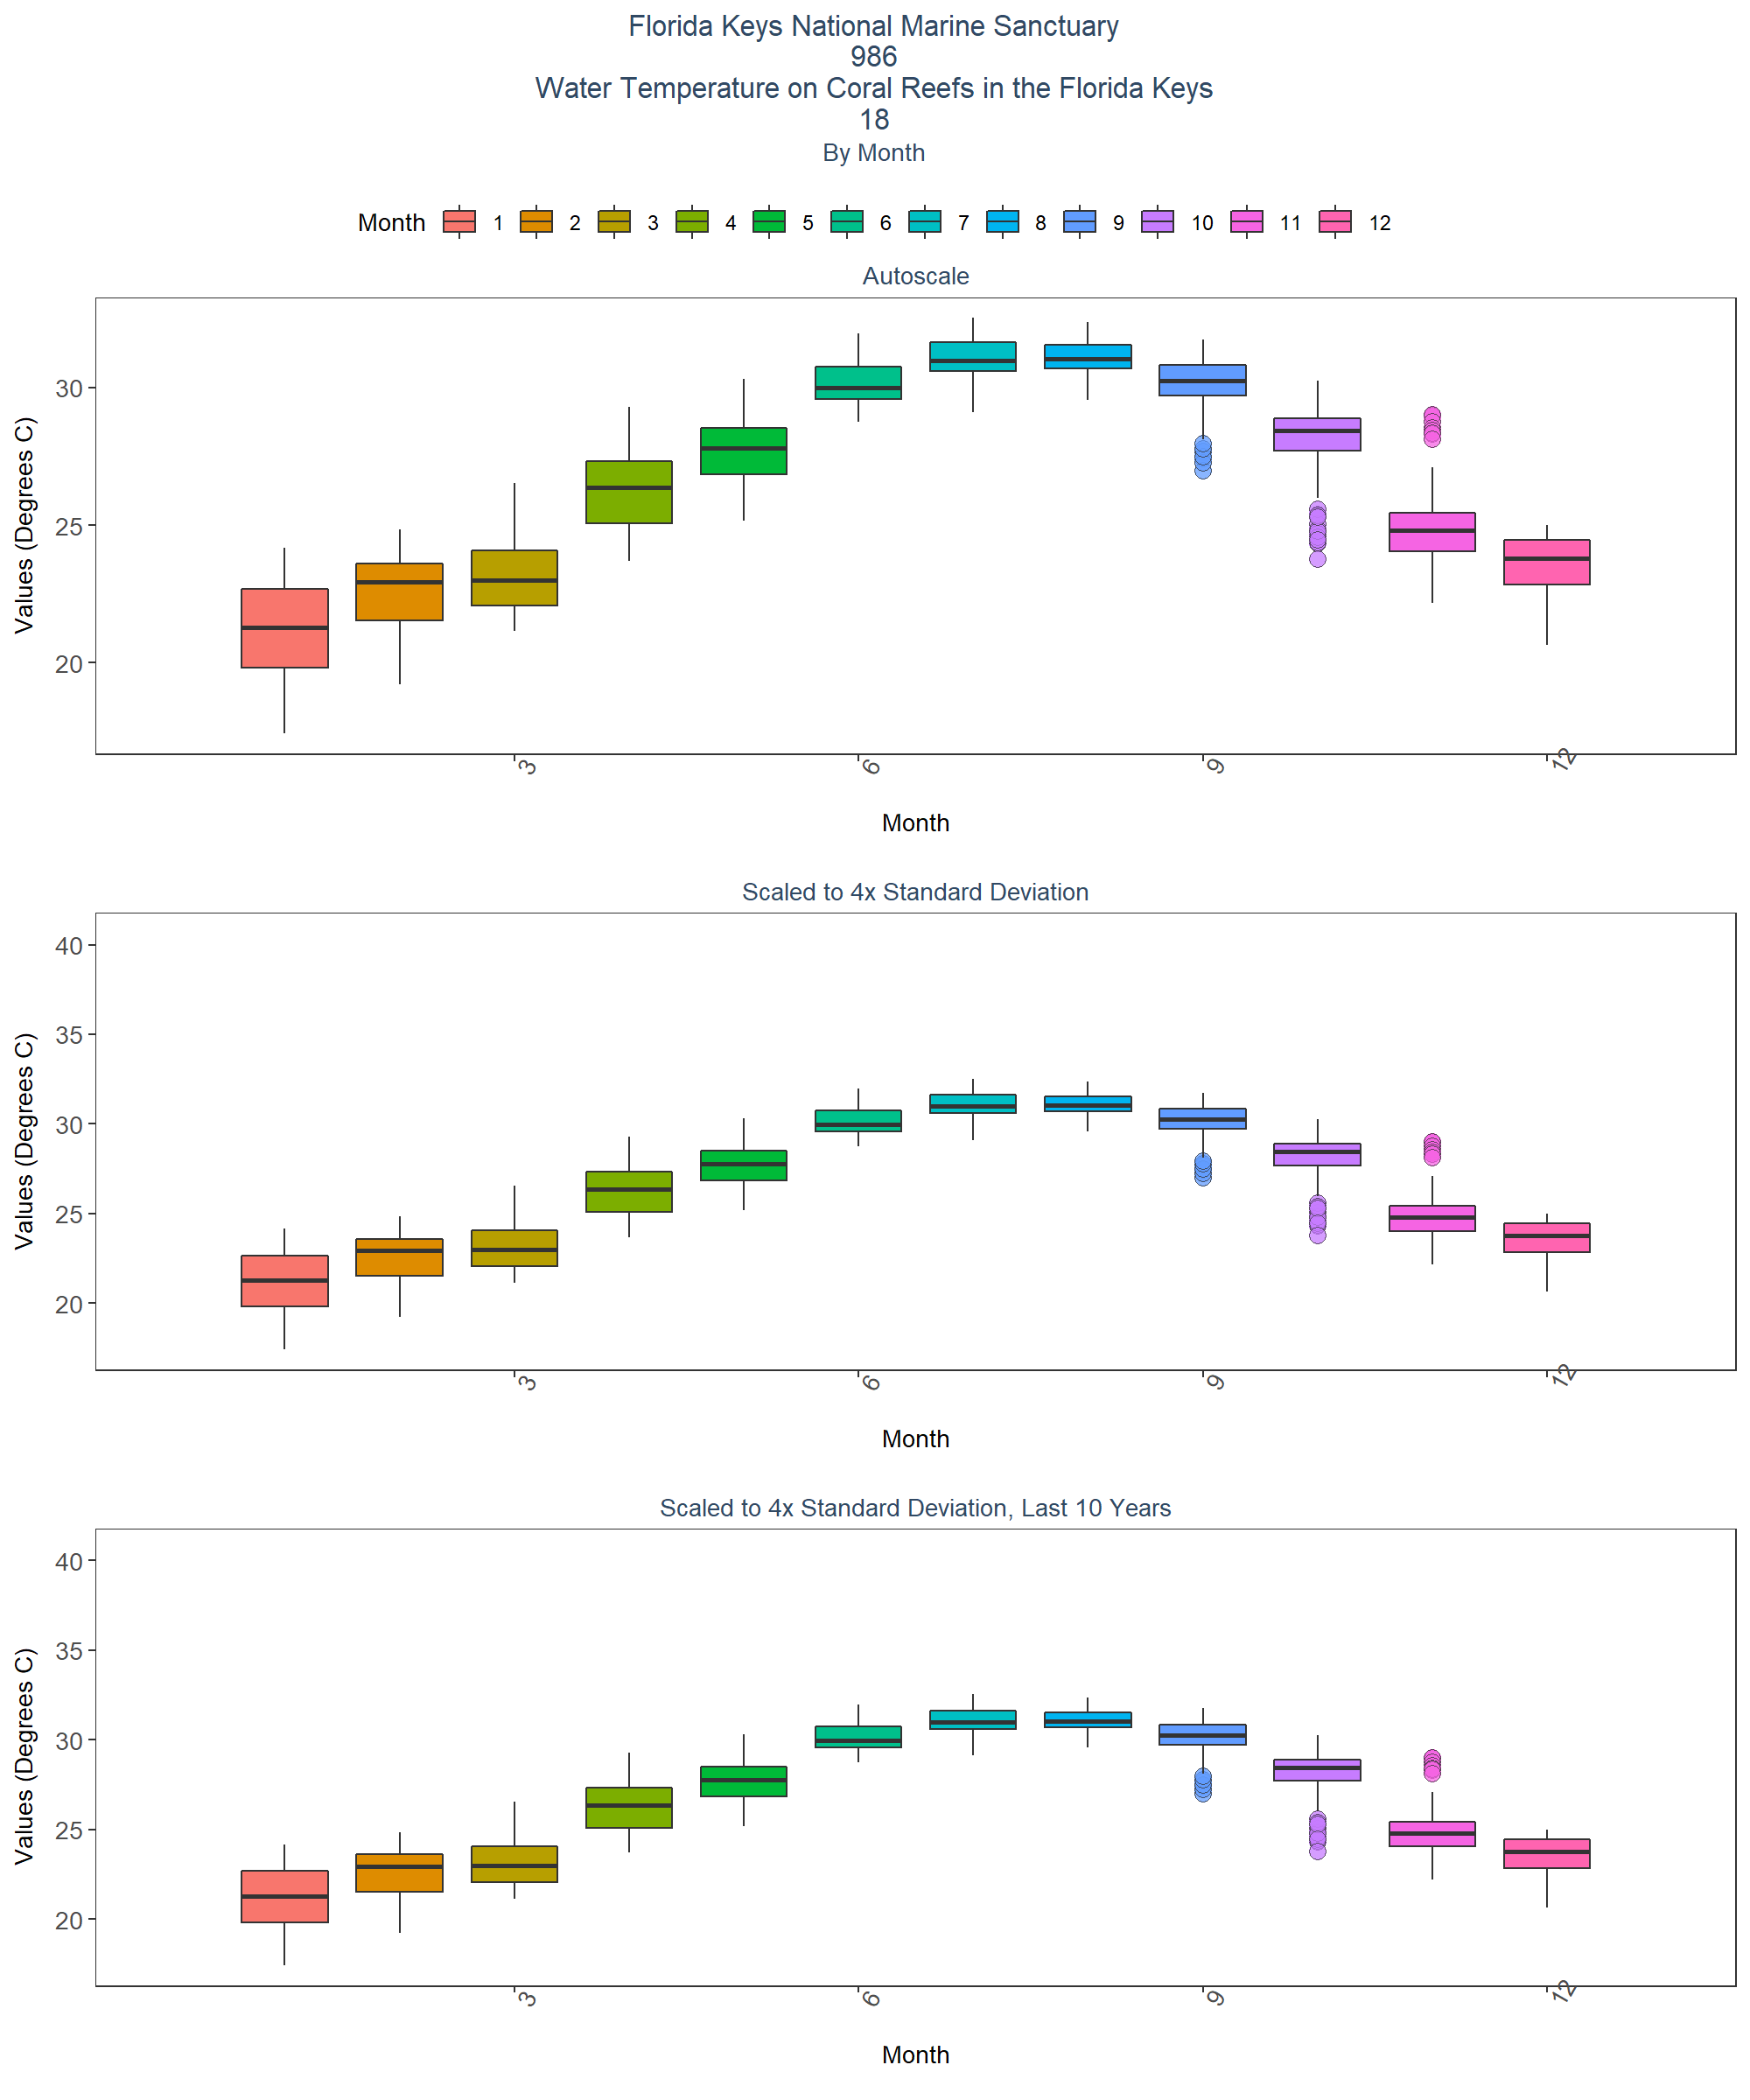 Florida Keys National Marine Sanctuary
986
Water Temperature on Coral Reefs in the Florida Keys
18
By Month
Month 1 2 3 4 5 6 7 8 9 10 11 12
Autoscale
Values (Degrees C)
30
25
20
3 6 9 12
Month
Scaled to 4x Standard Deviation
Values (Degrees C)
40
35
30
25
20
3 6 9 12
Month
Scaled to 4x Standard Deviation, Last 10 Years
Values (Degrees C)
40
35
30
25
20
3 6 9 12
Month